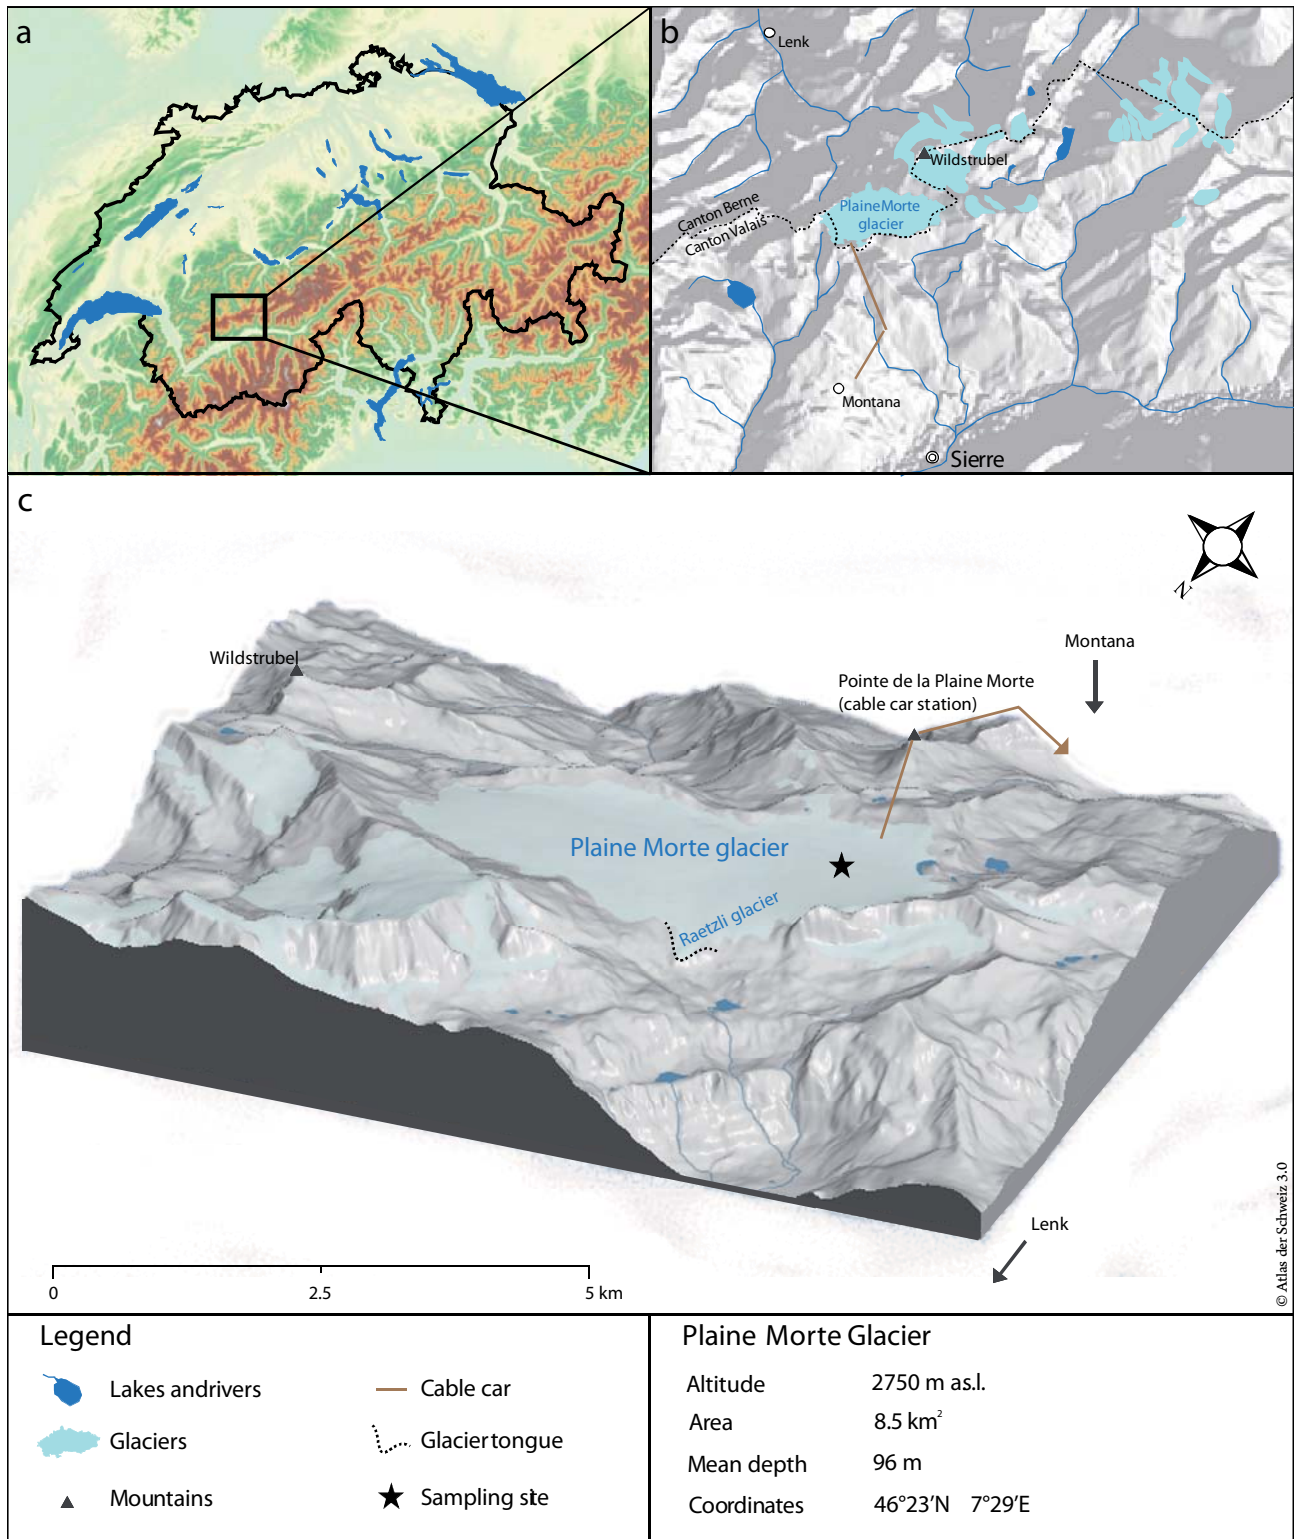 a
b
Lenk
Wildstrubel
Plaine Morte
glacier
Canton Berne
Canton Valais
Montana
Sierre
c
N
Montana
Wildstrubel
Pointe de la Plaine Morte
(cable car station)
Plaine Morte glacier
Raetzli glacier
Lenk
© Atlas der Schweiz 3.0
0 2.5 5 km
Legend
Lakes andrivers
Cable car
Glaciers
Glaciertongue
Mountains
Sampling site
Plaine Morte Glacier
Altitude 2750 m as.l.
Area 8.5 km²
Mean depth 96 m
Coordinates 46°23'N 7°29'E